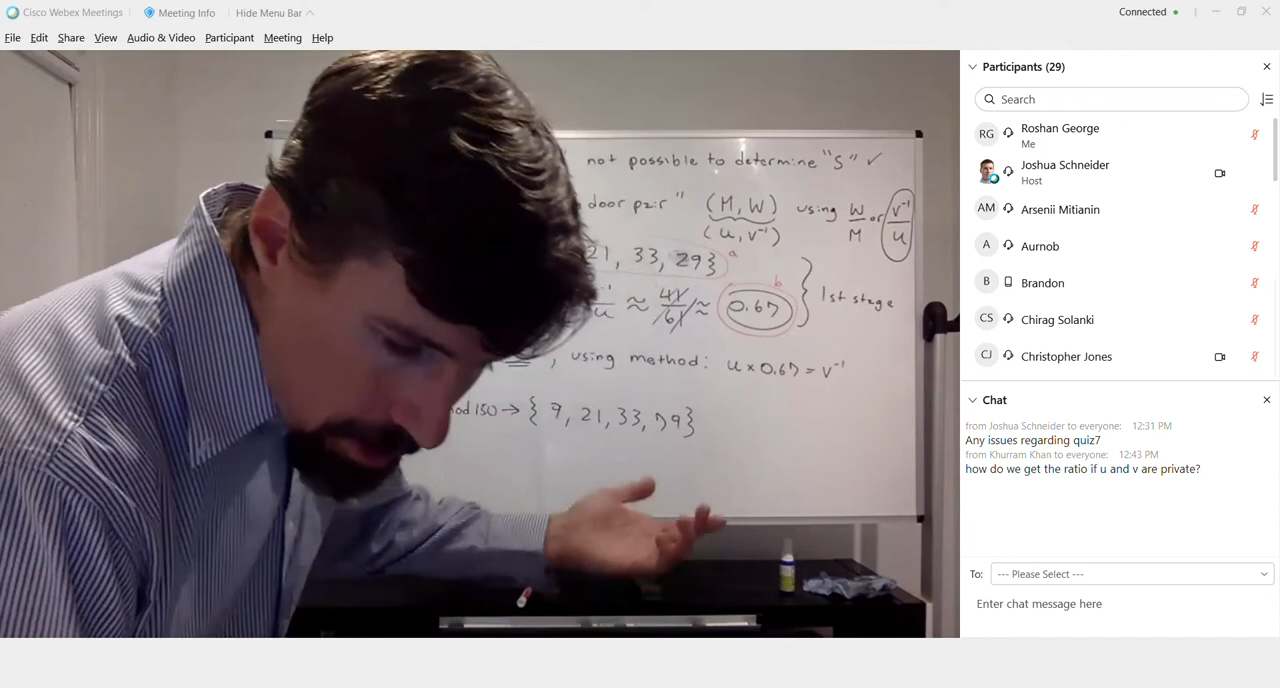 Cisco Webex Meetings
Meeting Info
Hide Menu Bar
Connected
File Edit Share View Audio & Video Participant Meeting Help
not possible to determine "S" ✓
door pair" (M, W) using W/M or v⁻¹/u
(u, v⁻¹)
21, 33, 29} a
u ≈ 41/61 ≈ 0.67 b } 1st stage
, using method: u × 0.67 = v⁻¹
mod 150 → { 9, 21, 33, 79}
Participants (29)
Search
RG Roshan George
Me
Joshua Schneider
Host
AM Arsenii Mitianin
A Aurnob
B Brandon
CS Chirag Solanki
CJ Christopher Jones
Chat
from Joshua Schneider to everyone: 12:31 PM
Any issues regarding quiz7
from Khurram Khan to everyone: 12:43 PM
how do we get the ratio if u and v are private?
To: --- Please Select ---
Enter chat message here